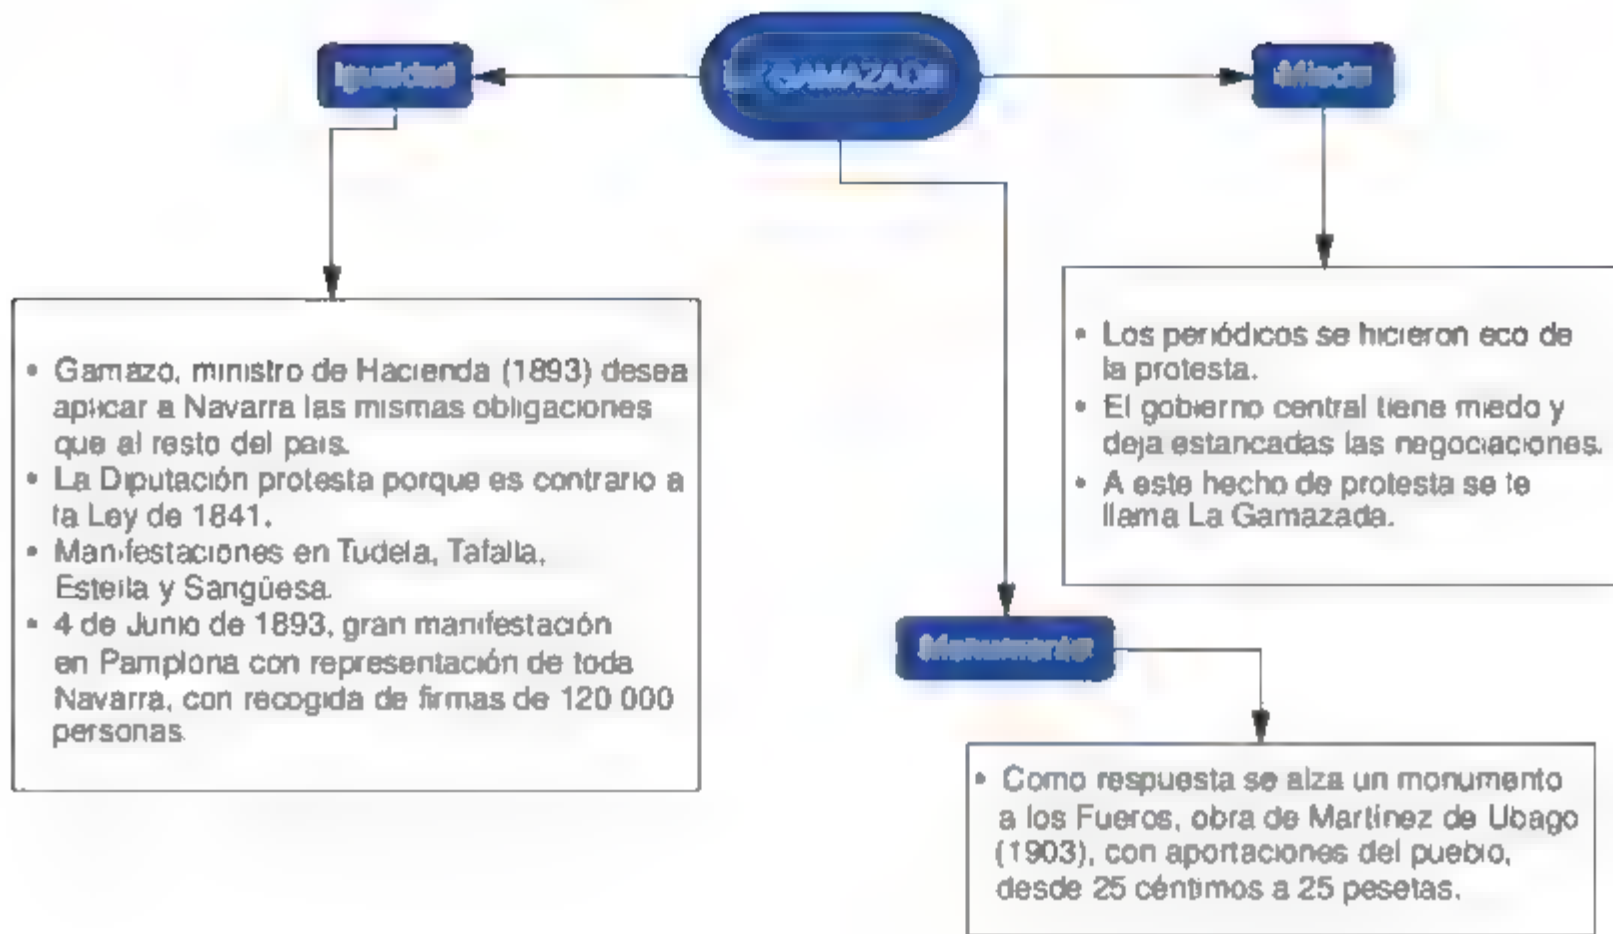 GAMAZADA
Igualdad
Miedo
• Gamazo, ministro de Hacienda (1893) desea
aplicar a Navarra las mismas obligaciones
que al resto del país.
• La Diputación protesta porque es contrario a
la Ley de 1841.
• Manifestaciones en Tudela, Tafalla,
Estella y Sangüesa.
• 4 de Junio de 1893, gran manifestación
en Pamplona con representación de toda
Navarra, con recogida de firmas de 120 000
personas.
• Los periódicos se hicieron eco de
la protesta.
• El gobierno central tiene miedo y
deja estancadas las negociaciones.
• A este hecho de protesta se le
llama La Gamazada.
Monumento
• Como respuesta se alza un monumento
a los Fueros, obra de Martínez de Ubago
(1903), con aportaciones del pueblo,
desde 25 céntimos a 25 pesetas.